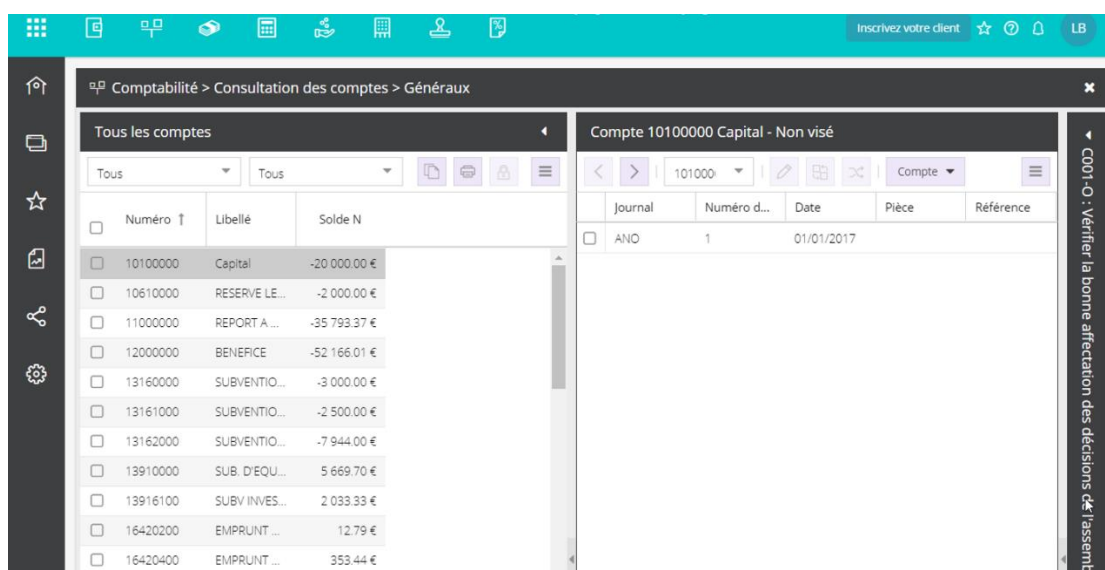 Inscrivez votre client
LB
Comptabilité > Consultation des comptes > Généraux
Tous les comptes
Tous
Tous
Numéro ↑ Libellé Solde N
10100000 Capital -20 000.00 €
10610000 RESERVE LE... -2 000.00 €
11000000 REPORT A ... -35 793.37 €
12000000 BENEFICE -52 166.01 €
13160000 SUBVENTIO... -3 000.00 €
13161000 SUBVENTIO... -2 500.00 €
13162000 SUBVENTIO... -7 944.00 €
13910000 SUB. D'EQU... 5 669.70 €
13916100 SUBV INVES... 2 033.33 €
16420200 EMPRUNT ... 12.79 €
16420400 EMPRUNT ... 353.44 €
Compte 10100000 Capital - Non visé
101000 Compte
Journal Numéro d... Date Pièce Référence
ANO 1 01/01/2017
C001-O : Vérifier la bonne affectation des décisions de l'assemb